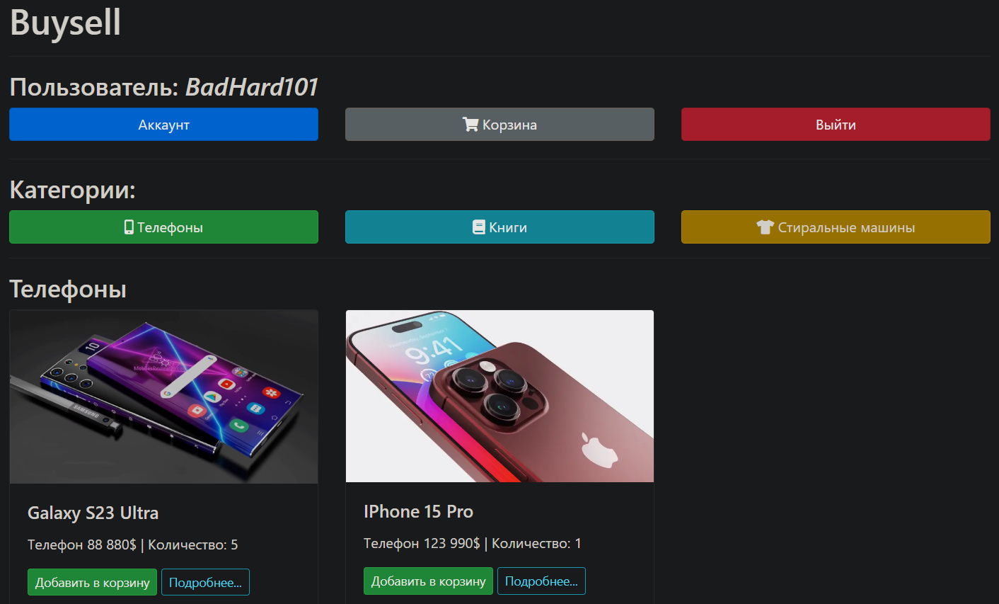 Buysell
Пользователь: BadHard101
Аккаунт
Корзина
Выйти
Категории:
Телефоны
Книги
Стиральные машины
Телефоны
10
SAMSUNG
9:41
Galaxy S23 Ultra
Телефон 88 880$ | Количество: 5
Добавить в корзину
Подробнее...
IPhone 15 Pro
Телефон 123 990$ | Количество: 1
Добавить в корзину
Подробнее...